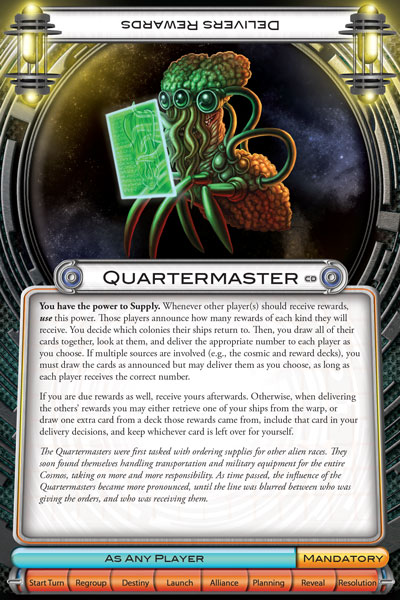 Delivers Rewards
Quartermaster CD
You have the power to Supply. Whenever other player(s) should receive rewards,
use this power. Those players announce how many rewards of each kind they will
receive. You decide which colonies their ships return to. Then, you draw all of their
cards together, look at them, and deliver the appropriate number to each player as
you choose. If multiple sources are involved (e.g., the cosmic and reward decks), you
must draw the cards as announced but may deliver them as you choose, as long as
each player receives the correct number.
If you are due rewards as well, receive yours afterwards. Otherwise, when delivering
the others' rewards you may either retrieve one of your ships from the warp, or
draw one extra card from a deck those rewards came from, include that card in your
delivery decisions, and keep whichever card is left over for yourself.
The Quartermasters were first tasked with ordering supplies for other alien races. They
soon found themselves handling transportation and military equipment for the entire
Cosmos, taking on more and more responsibility. As time passed, the influence of the
Quartermasters became more pronounced, until the line was blurred between who was
giving the orders, and who was receiving them.
As Any Player Mandatory
Start Turn Regroup Destiny Launch Alliance Planning Reveal Resolution